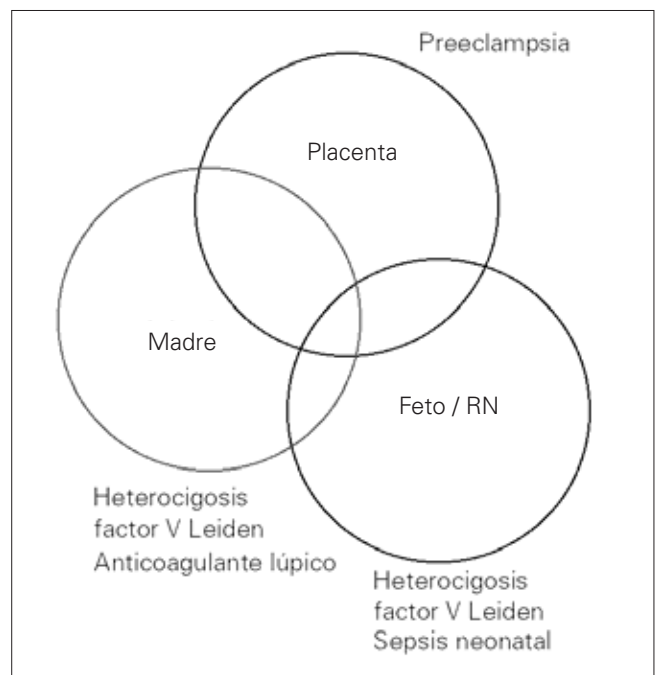 Preeclampsia
Placenta
Madre
Feto / RN
Heterocigosis
factor V Leiden
Anticoagulante lúpico
Heterocigosis
factor V Leiden
Sepsis neonatal